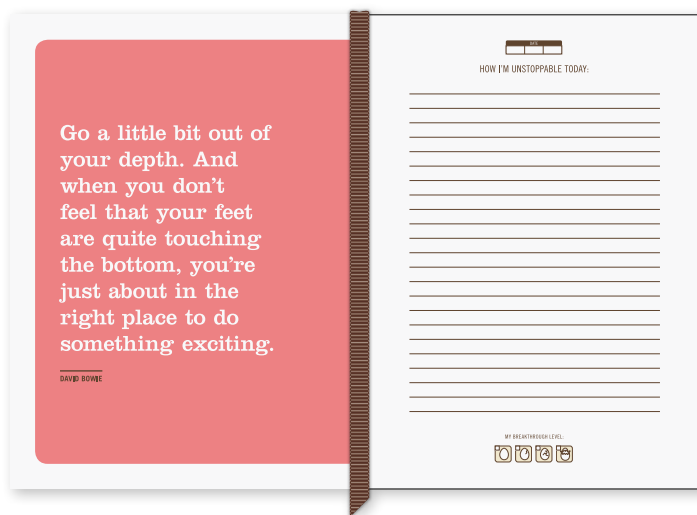 Go a little bit out of
your depth. And
when you don't
feel that your feet
are quite touching
the bottom, you're
just about in the
right place to do
something exciting.
DAVID BOWIE
DATE
HOW I'M UNSTOPPABLE TODAY:
MY BREAKTHROUGH LEVEL: